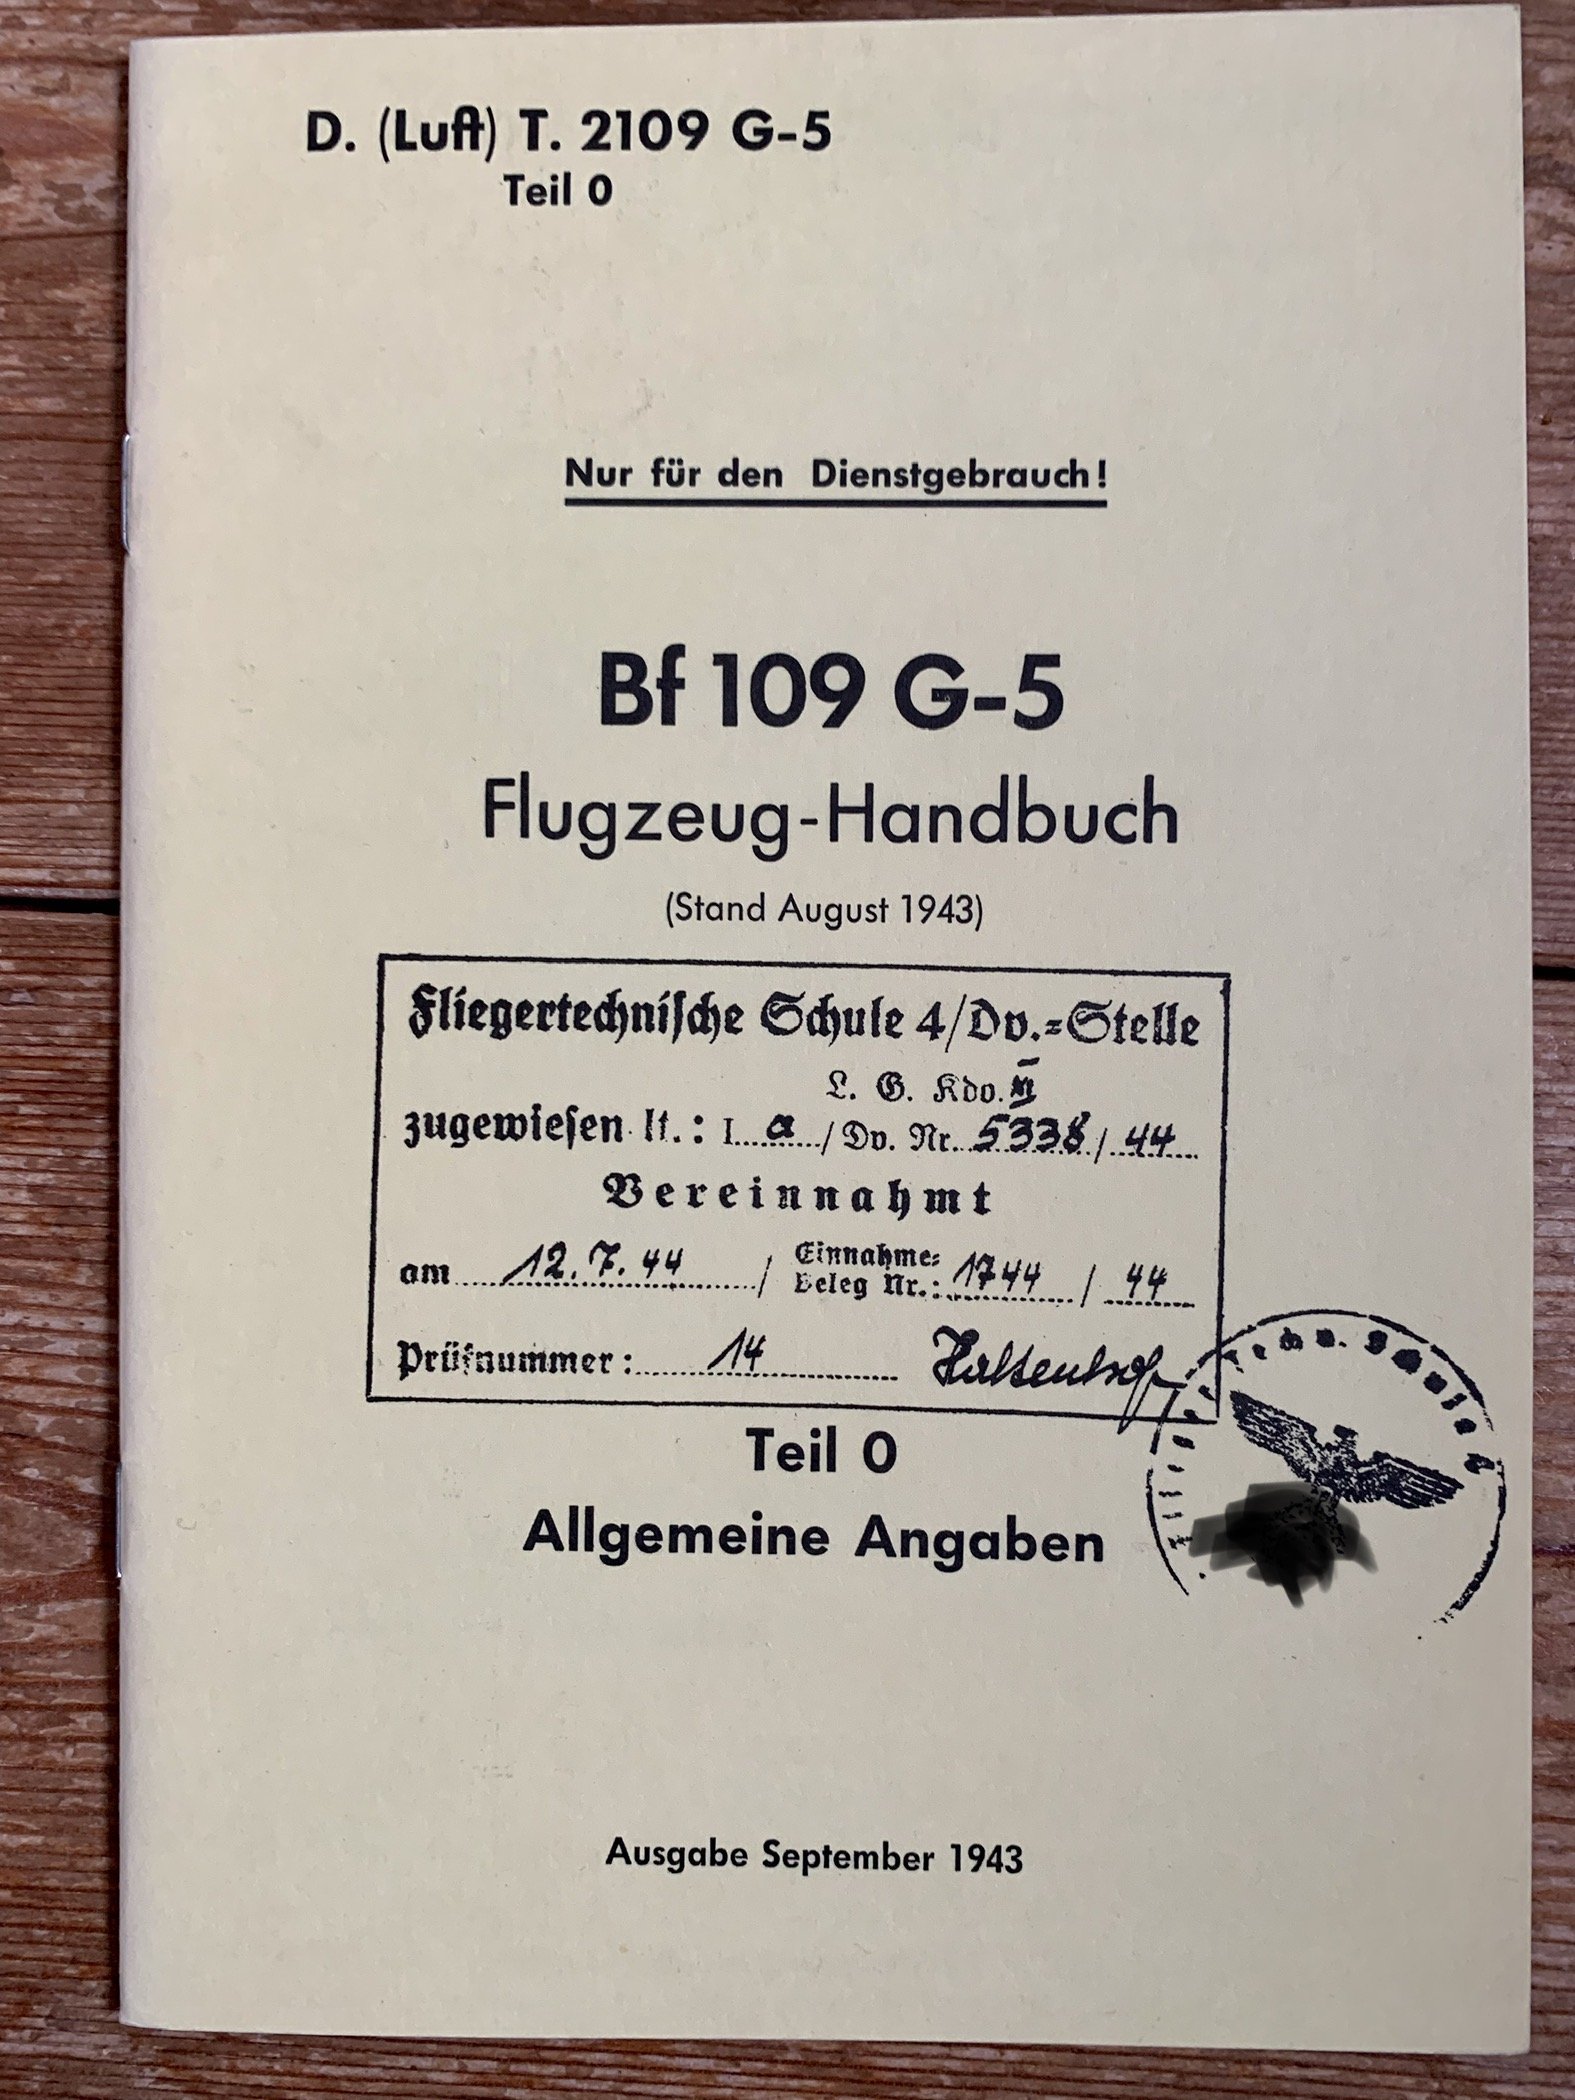 D. (Luft) T. 2109 G-5
Teil 0
Nur für den Dienstgebrauch!
Bf 109 G-5
Flugzeug-Handbuch
(Stand August 1943)
Fliegertechnische Schule 4/Dv.=Stelle
L. G. Kdo. XI
zugewiesen lt.: I a / Dv. Nr. 5338 / 44
Vereinnahmt
am 12.7.44 / Einnahme=
Beleg Nr.: 1744 / 44
Prüfnummer: 14
Teil 0
Allgemeine Angaben
Ausgabe September 1943